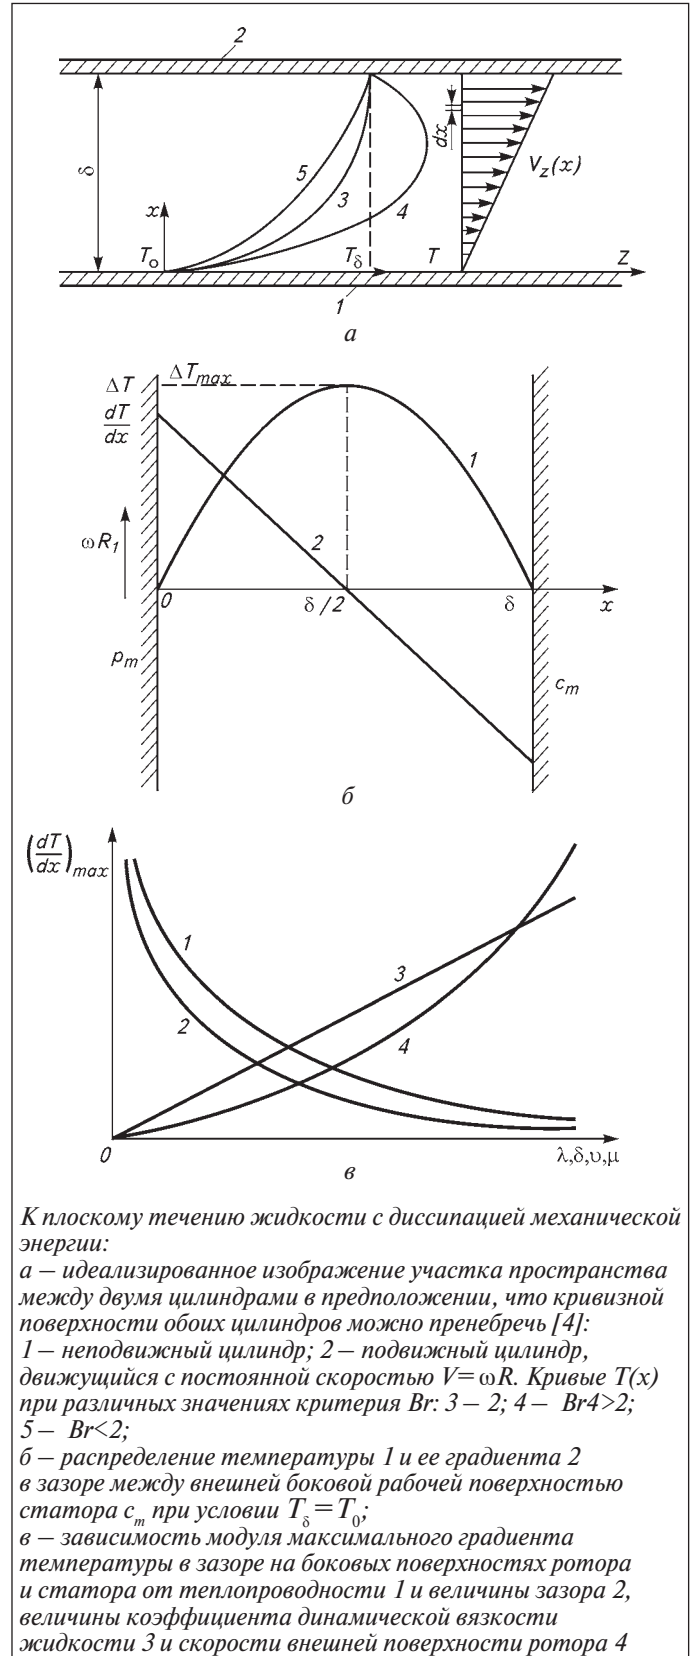 2
δ
dx
V_z(x)
5
3
4
x
T₀
T_δ
T
Z
1
а
ΔT
ΔT_max
dT
dx
1
ωR₁
2
0
δ/2
δ
x
p_m
c_m
б
(dT/dx)_max
1
2
3
4
0
λ,δ,υ,μ
в
К плоскому течению жидкости с диссипацией механической
энергии:
а – идеализированное изображение участка пространства
между двумя цилиндрами в предположении, что кривизной
поверхности обоих цилиндров можно пренебречь [4]:
1 – неподвижный цилиндр; 2 – подвижный цилиндр,
движущийся с постоянной скоростью V=ωR. Кривые T(x)
при различных значениях критерия Br: 3 – 2; 4 – Br4>2;
5 – Br<2;
б – распределение температуры 1 и ее градиента 2
в зазоре между внешней боковой рабочей поверхностью
статора c_m при условии T_δ=T₀;
в – зависимость модуля максимального градиента
температуры в зазоре на боковых поверхностях ротора
и статора от теплопроводности 1 и величины зазора 2,
величины коэффициента динамической вязкости
жидкости 3 и скорости внешней поверхности ротора 4